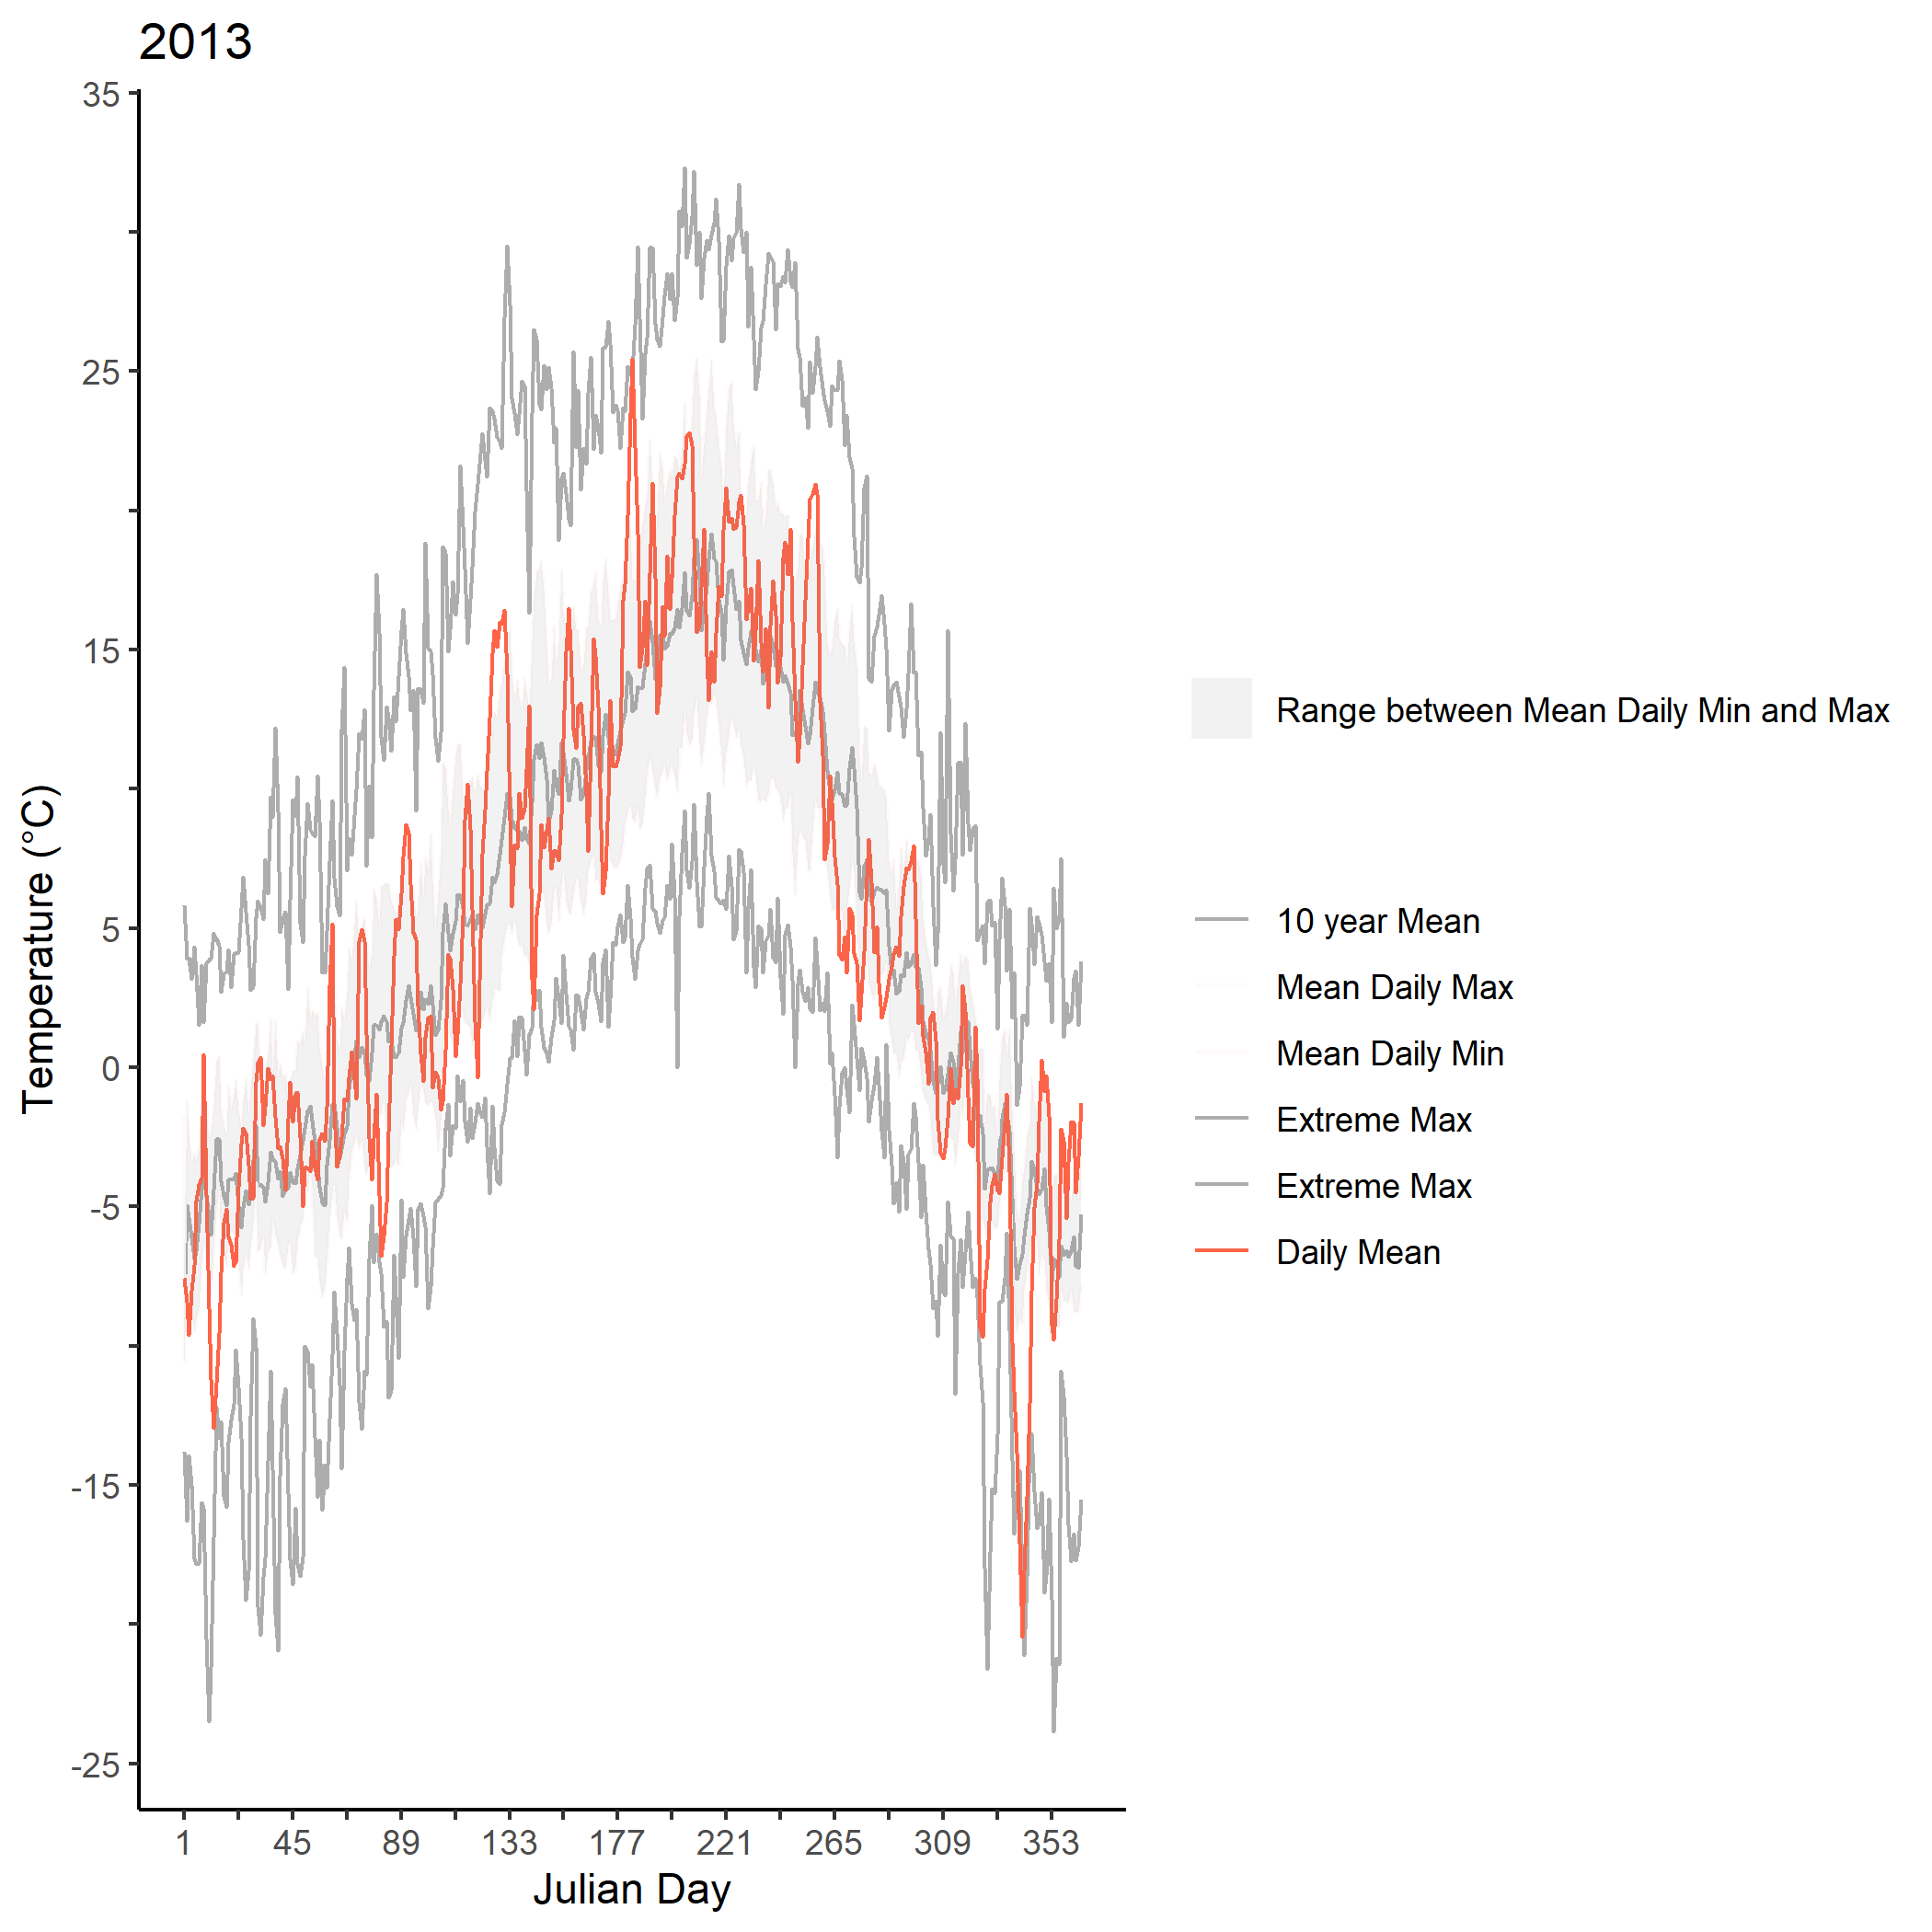 2013
35
25
15
5
0
-5
-15
-25
Temperature (°C)
1 45 89 133 177 221 265 309 353
Julian Day
Range between Mean Daily Min and Max
10 year Mean
Mean Daily Max
Mean Daily Min
Extreme Max
Extreme Max
Daily Mean